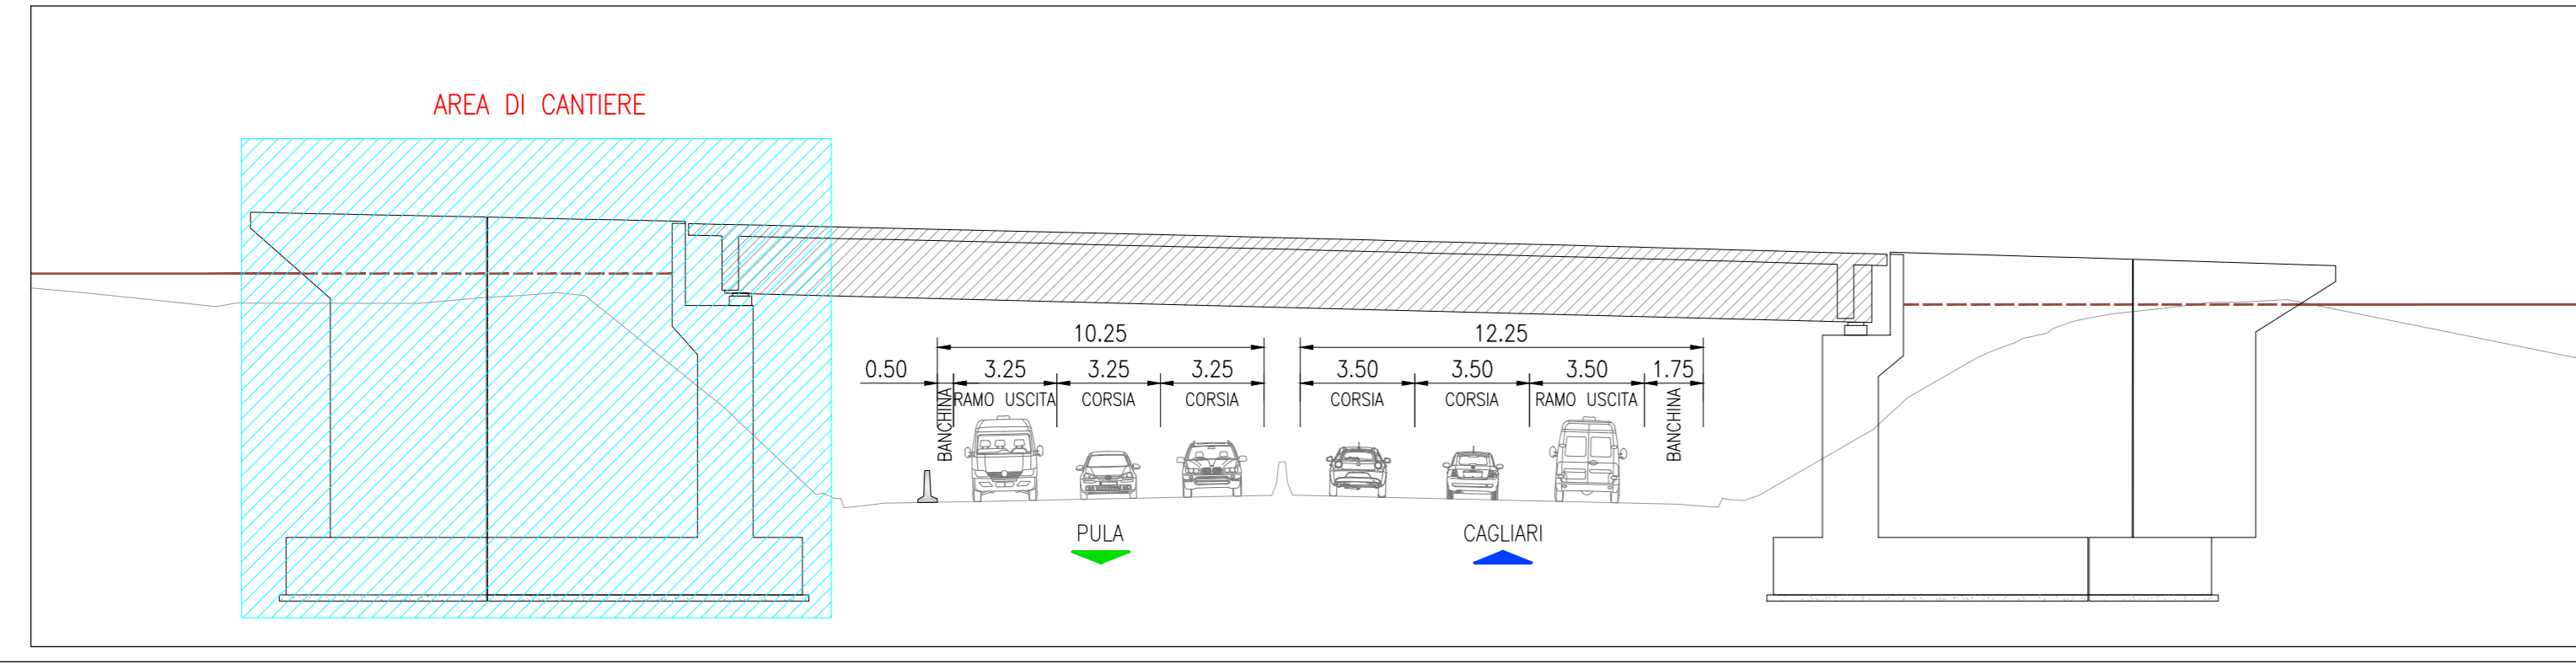 AREA DI CANTIERE
10.25
12.25
0.50
3.25
3.25
3.25
3.50
3.50
3.50
1.75
BANCHINA
RAMO USCITA
CORSIA
CORSIA
CORSIA
CORSIA
RAMO USCITA
BANCHINA
PULA
CAGLIARI